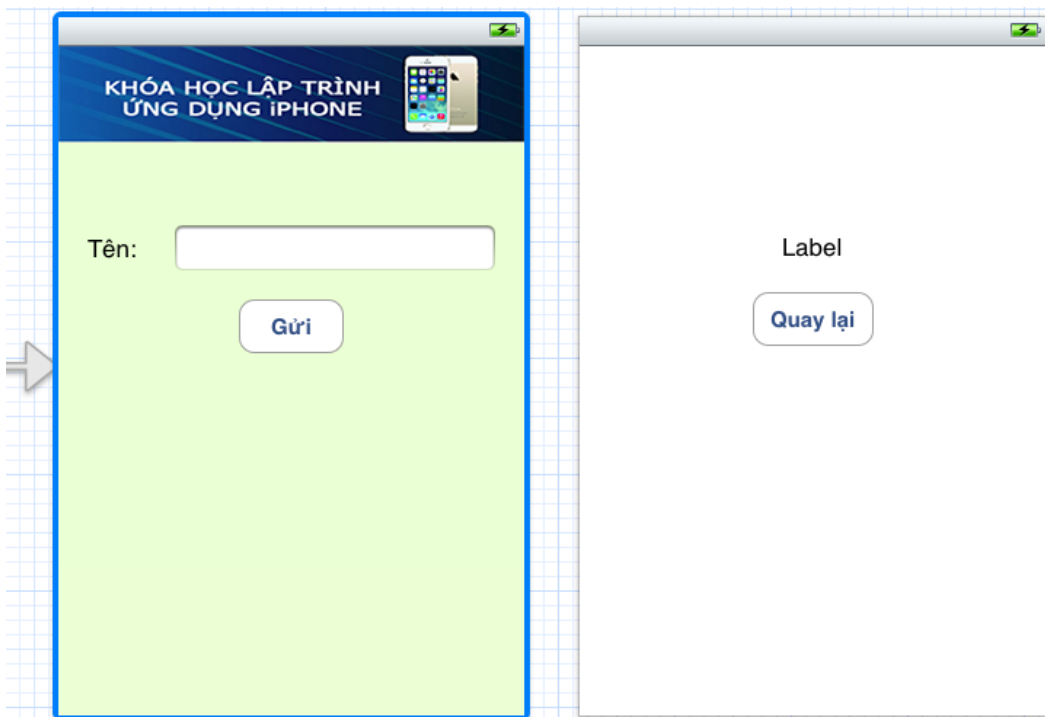 KHÓA HỌC LẬP TRÌNH
ỨNG DỤNG iPHONE
Tên:
Gửi
Label
Quay lại